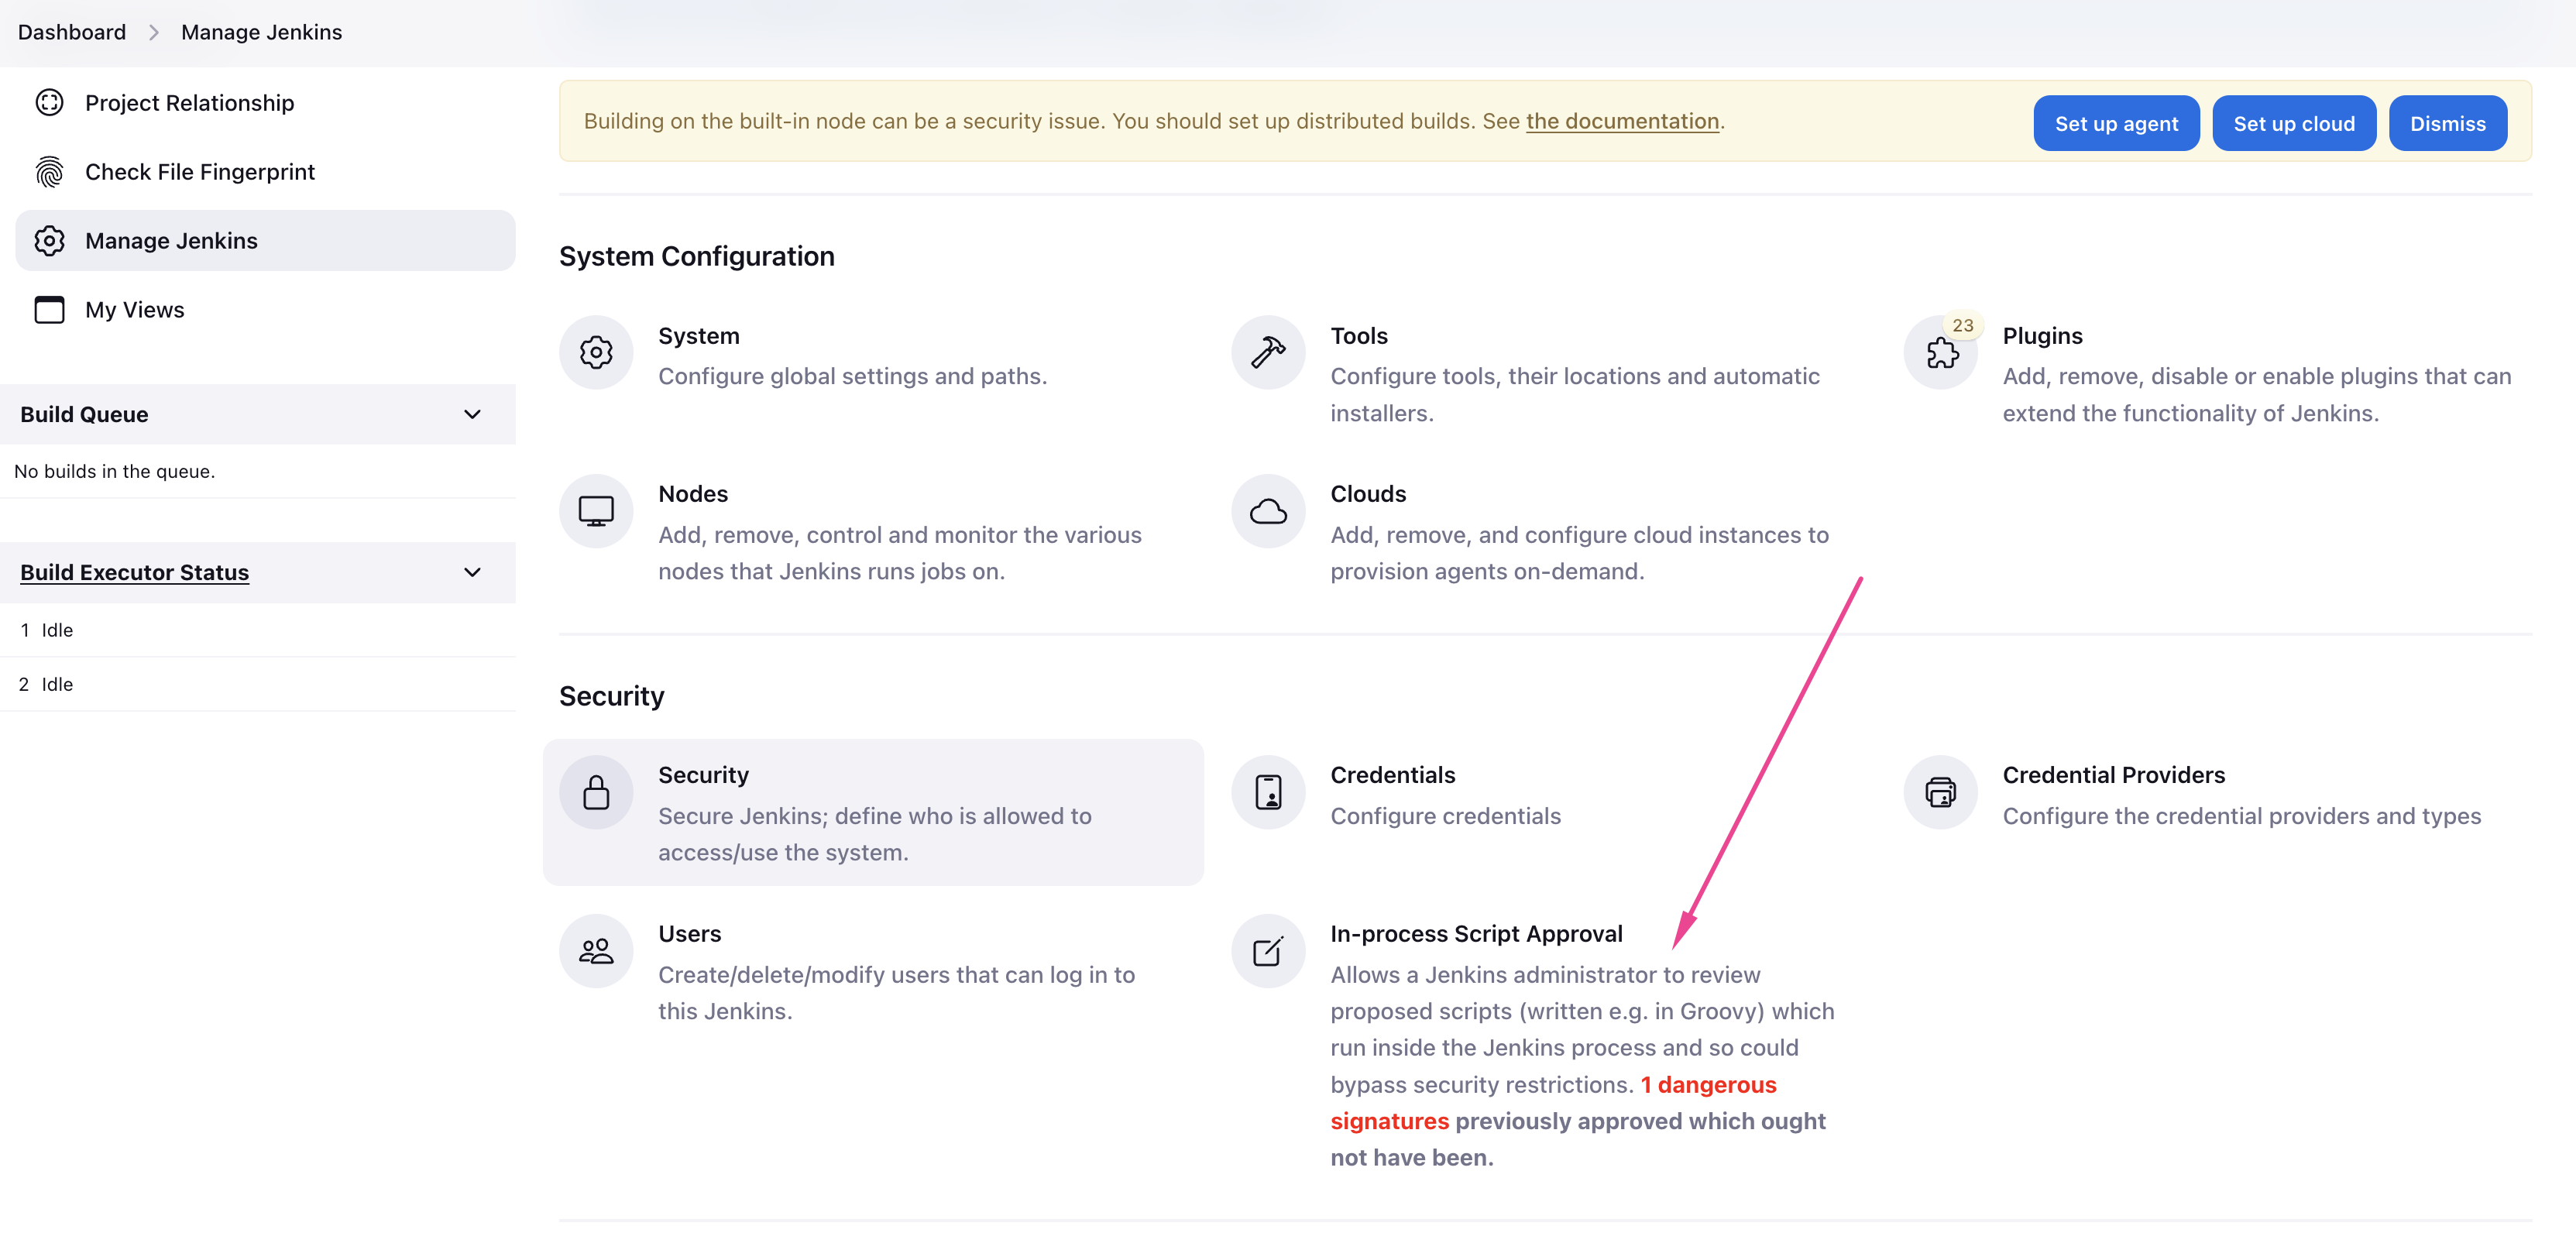 Dashboard > Manage Jenkins
Project Relationship
Check File Fingerprint
Manage Jenkins
My Views
Build Queue
No builds in the queue.
Build Executor Status
1 Idle
2 Idle
Building on the built-in node can be a security issue. You should set up distributed builds. See the documentation.
Set up agent
Set up cloud
Dismiss
System Configuration
System
Configure global settings and paths.
Tools
Configure tools, their locations and automatic
installers.
23
Plugins
Add, remove, disable or enable plugins that can
extend the functionality of Jenkins.
Nodes
Add, remove, control and monitor the various
nodes that Jenkins runs jobs on.
Clouds
Add, remove, and configure cloud instances to
provision agents on-demand.
Security
Security
Secure Jenkins; define who is allowed to
access/use the system.
Credentials
Configure credentials
Credential Providers
Configure the credential providers and types
Users
Create/delete/modify users that can log in to
this Jenkins.
In-process Script Approval
Allows a Jenkins administrator to review
proposed scripts (written e.g. in Groovy) which
run inside the Jenkins process and so could
bypass security restrictions. 1 dangerous
signatures previously approved which ought
not have been.